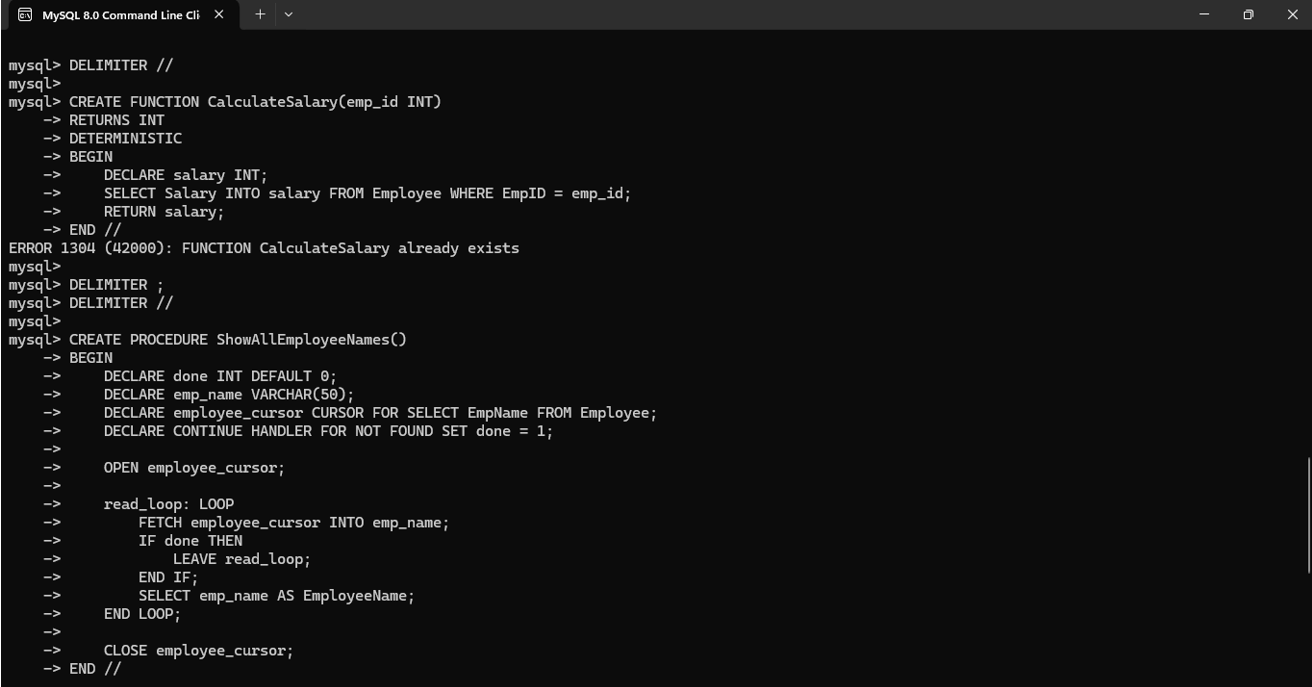 MySQL 8.0 Command Line Cli
mysql> DELIMITER //
mysql>
mysql> CREATE FUNCTION CalculateSalary(emp_id INT)
    -> RETURNS INT
    -> DETERMINISTIC
    -> BEGIN
    ->     DECLARE salary INT;
    ->     SELECT Salary INTO salary FROM Employee WHERE EmpID = emp_id;
    ->     RETURN salary;
    -> END //
ERROR 1304 (42000): FUNCTION CalculateSalary already exists
mysql>
mysql> DELIMITER ;
mysql> DELIMITER //
mysql>
mysql> CREATE PROCEDURE ShowAllEmployeeNames()
    -> BEGIN
    ->     DECLARE done INT DEFAULT 0;
    ->     DECLARE emp_name VARCHAR(50);
    ->     DECLARE employee_cursor CURSOR FOR SELECT EmpName FROM Employee;
    ->     DECLARE CONTINUE HANDLER FOR NOT FOUND SET done = 1;
    ->
    ->     OPEN employee_cursor;
    ->
    ->     read_loop: LOOP
    ->         FETCH employee_cursor INTO emp_name;
    ->         IF done THEN
    ->             LEAVE read_loop;
    ->         END IF;
    ->         SELECT emp_name AS EmployeeName;
    ->     END LOOP;
    ->
    ->     CLOSE employee_cursor;
    -> END //